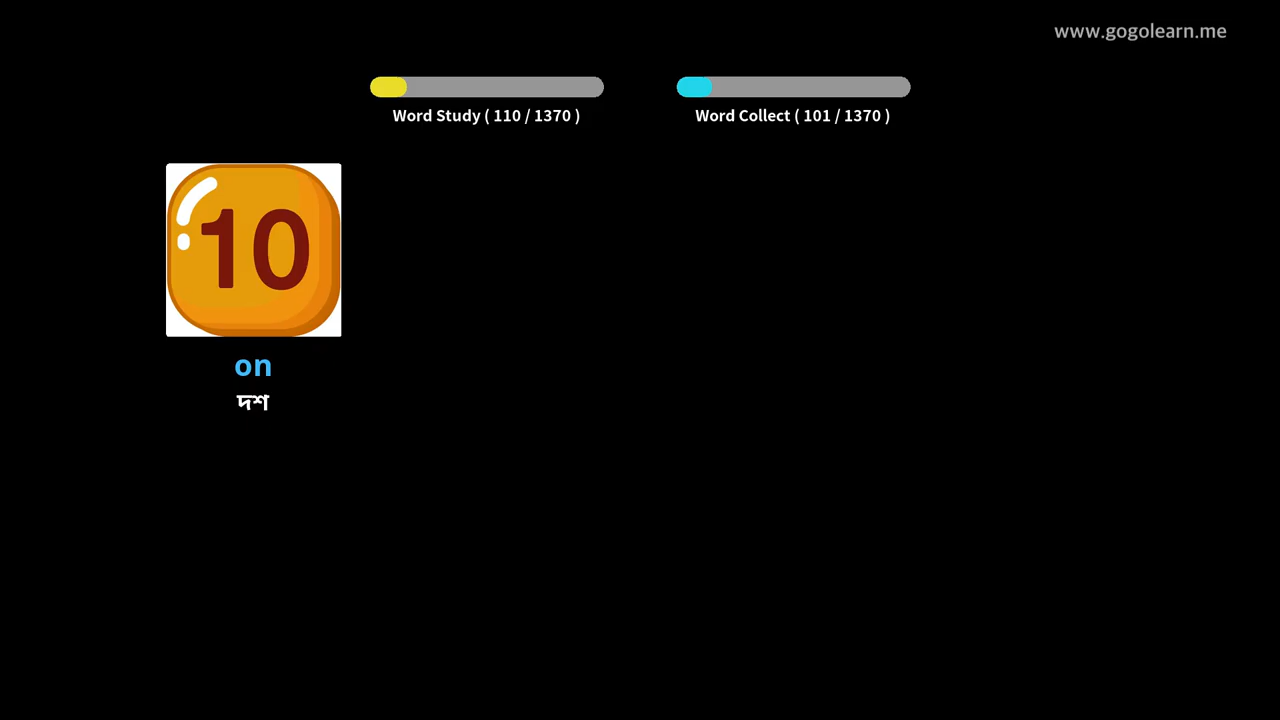 www.gogolearn.me
Word Study ( 110 / 1370 )
Word Collect ( 101 / 1370 )
10
on
দশ